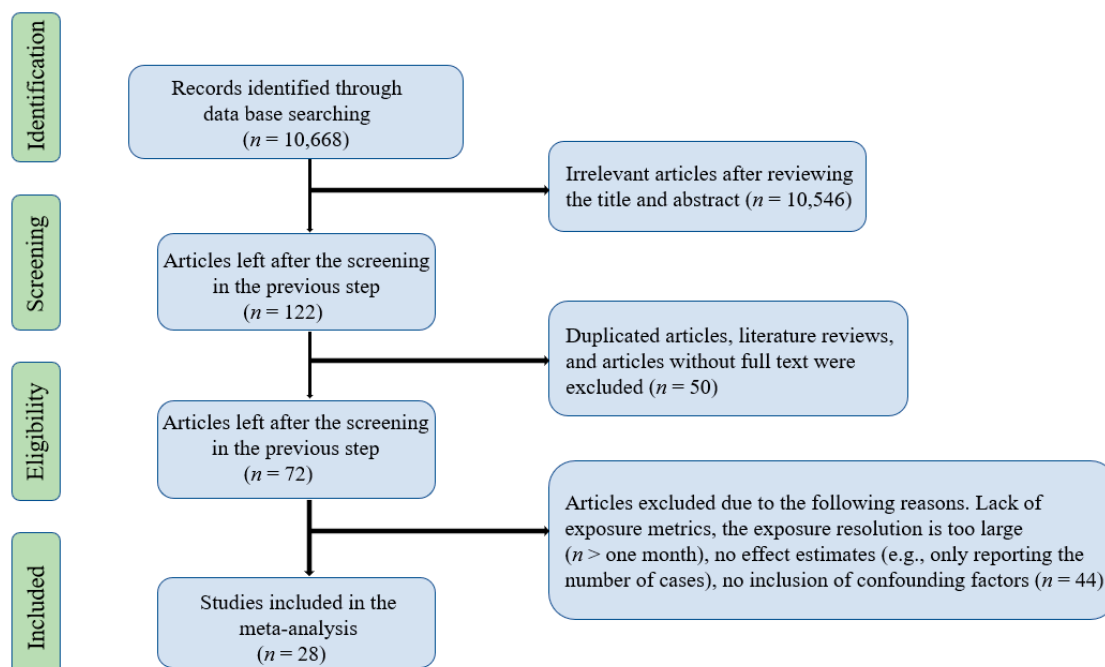 Identification
Records identified through
data base searching
(n = 10,668)
Irrelevant articles after reviewing
the title and abstract (n = 10,546)
Screening
Articles left after the screening
in the previous step
(n = 122)
Duplicated articles, literature reviews,
and articles without full text were
excluded (n = 50)
Eligibility
Articles left after the screening
in the previous step
(n = 72)
Articles excluded due to the following reasons. Lack of
exposure metrics, the exposure resolution is too large
(n > one month), no effect estimates (e.g., only reporting the
number of cases), no inclusion of confounding factors (n = 44)
Included
Studies included in the
meta-analysis
(n = 28)